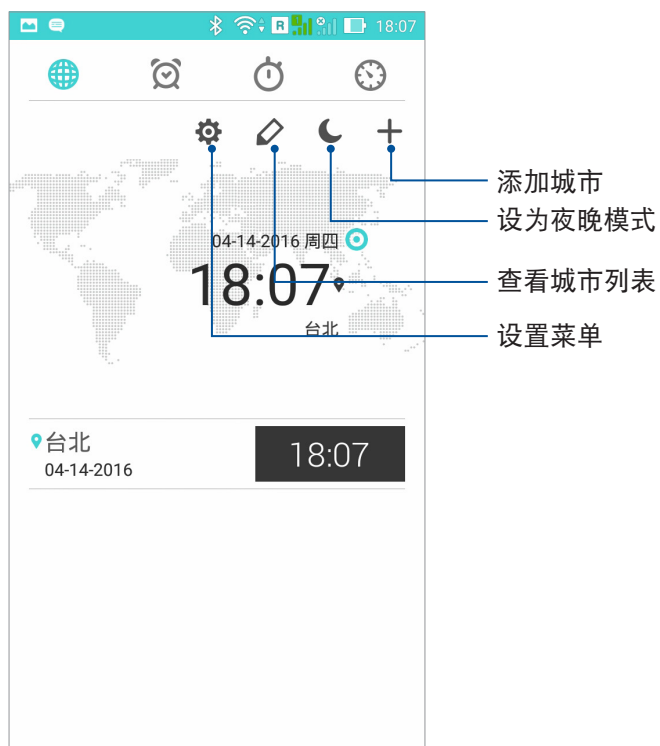 R 18:07
添加城市
设为夜晚模式
04-14-2016 周四
18:07
查看城市列表
台北
设置菜单
台北
18:07
04-14-2016